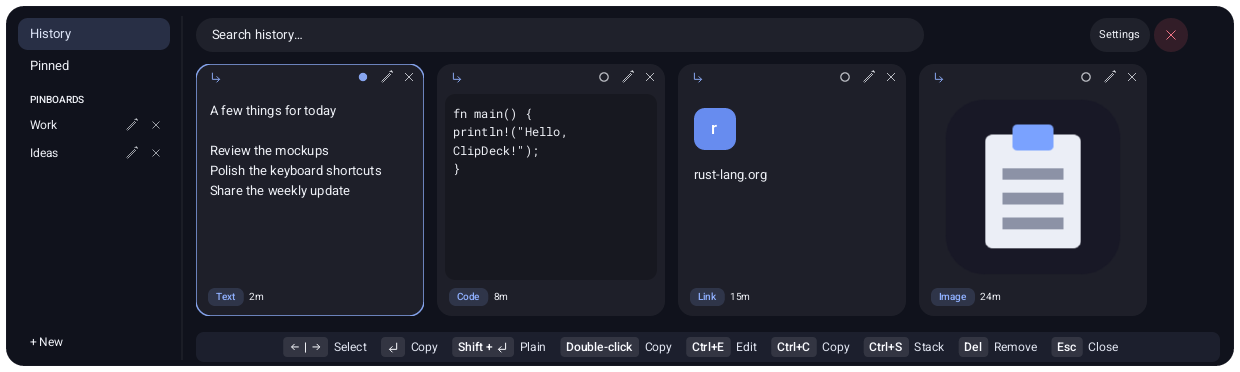 History
Pinned
PINBOARDS
Work
Ideas
+ New
Search history...
Settings
A few things for today
Review the mockups
Polish the keyboard shortcuts
Share the weekly update
Text 2m
fn main() {
println!("Hello,
ClipDeck!");
}
Code 8m
r
rust-lang.org
Link 15m
Image 24m
← | → Select ↵ Copy Shift + ↵ Plain Double-click Copy Ctrl+E Edit Ctrl+C Copy Ctrl+S Stack Del Remove Esc Close